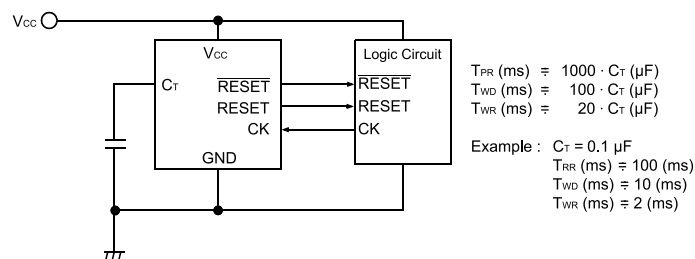 Vcc
Vcc
CT
RESET
RESET
CK
GND
Logic Circuit
RESET
RESET
CK
TPR (ms) ≒ 1000 · CT (µF)
TWD (ms) ≒ 100 · CT (µF)
TWR (ms) ≒ 20 · CT (µF)
Example : CT = 0.1 µF
TRR (ms) ≒ 100 (ms)
TWD (ms) ≒ 10 (ms)
TWR (ms) ≒ 2 (ms)